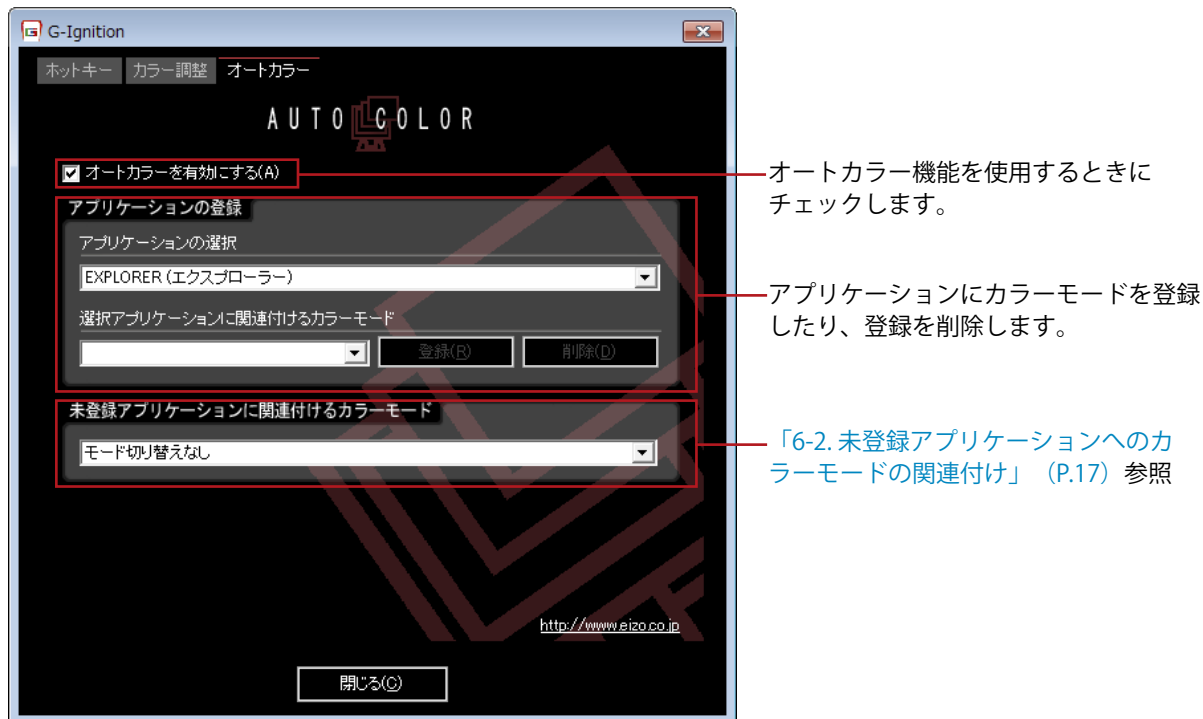 G-Ignition
ホットキー カラー調整 オートカラー
AUTO COLOR
オートカラーを有効にする(A)
オートカラー機能を使用するときに
チェックします。
アプリケーションの登録
アプリケーションの選択
EXPLORER (エクスプローラー)
選択アプリケーションに関連付けるカラーモード
登録(R) 削除(D)
アプリケーションにカラーモードを登録
したり、登録を削除します。
未登録アプリケーションに関連付けるカラーモード
モード切り替えなし
「6-2. 未登録アプリケーションへのカ
ラーモードの関連付け」（P.17）参照
http://www.eizo.co.jp
閉じる(C)